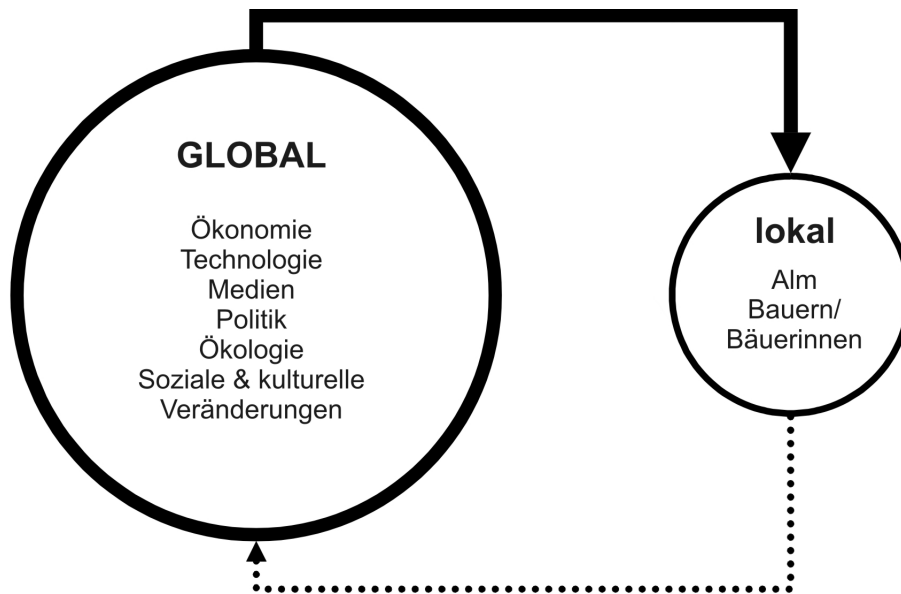 GLOBAL
Ökonomie
Technologie
Medien
Politik
Ökologie
Soziale & kulturelle
Veränderungen
lokal
Alm
Bauern/
Bäuerinnen